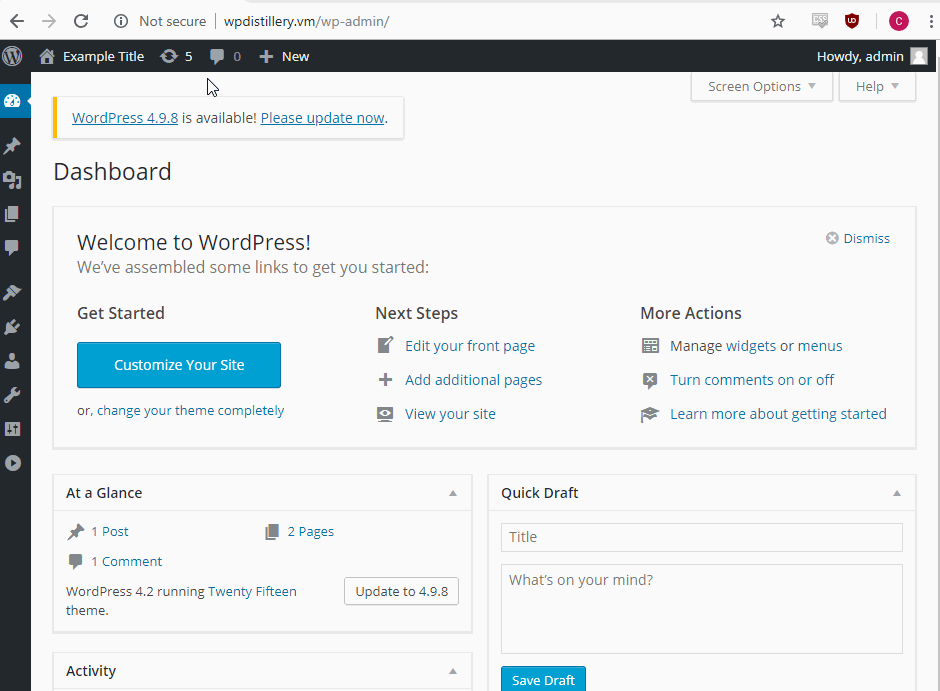 Not secure wpdistillery.vm/wp-admin/ CSS UD C
Example Title 5 0 New Howdy, admin
Screen Options Help
WordPress 4.9.8 is available! Please update now.
Dashboard
Welcome to WordPress! Dismiss
We’ve assembled some links to get you started:
Get Started Next Steps More Actions
Customize Your Site Edit your front page Manage widgets or menus
Add additional pages Turn comments on or off
or, change your theme completely View your site Learn more about getting started
At a Glance Quick Draft
1 Post 2 Pages Title
1 Comment What’s on your mind?
WordPress 4.2 running Twenty Fifteen Update to 4.9.8
theme.
Activity Save Draft